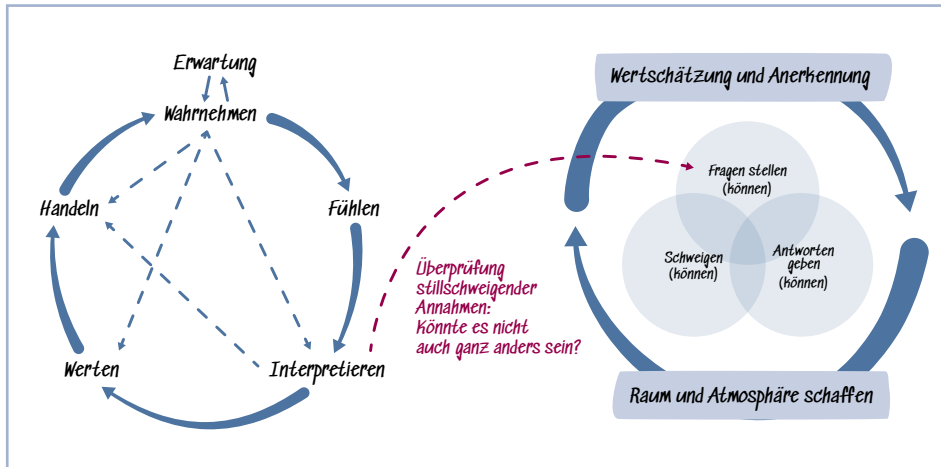 Erwartung
Wahrnehmen
Fühlen
Interpretieren
Werten
Handeln
Überprüfung
stillschweigender
Annahmen:
Könnte es nicht
auch ganz anders sein?
Wertschätzung und Anerkennung
Fragen stellen
(können)
Schweigen
(können)
Antworten
geben
(können)
Raum und Atmosphäre schaffen